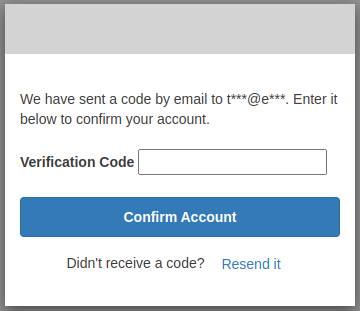 We have sent a code by email to t***@e***. Enter it
below to confirm your account.
Verification Code
Confirm Account
Didn't receive a code? Resend it